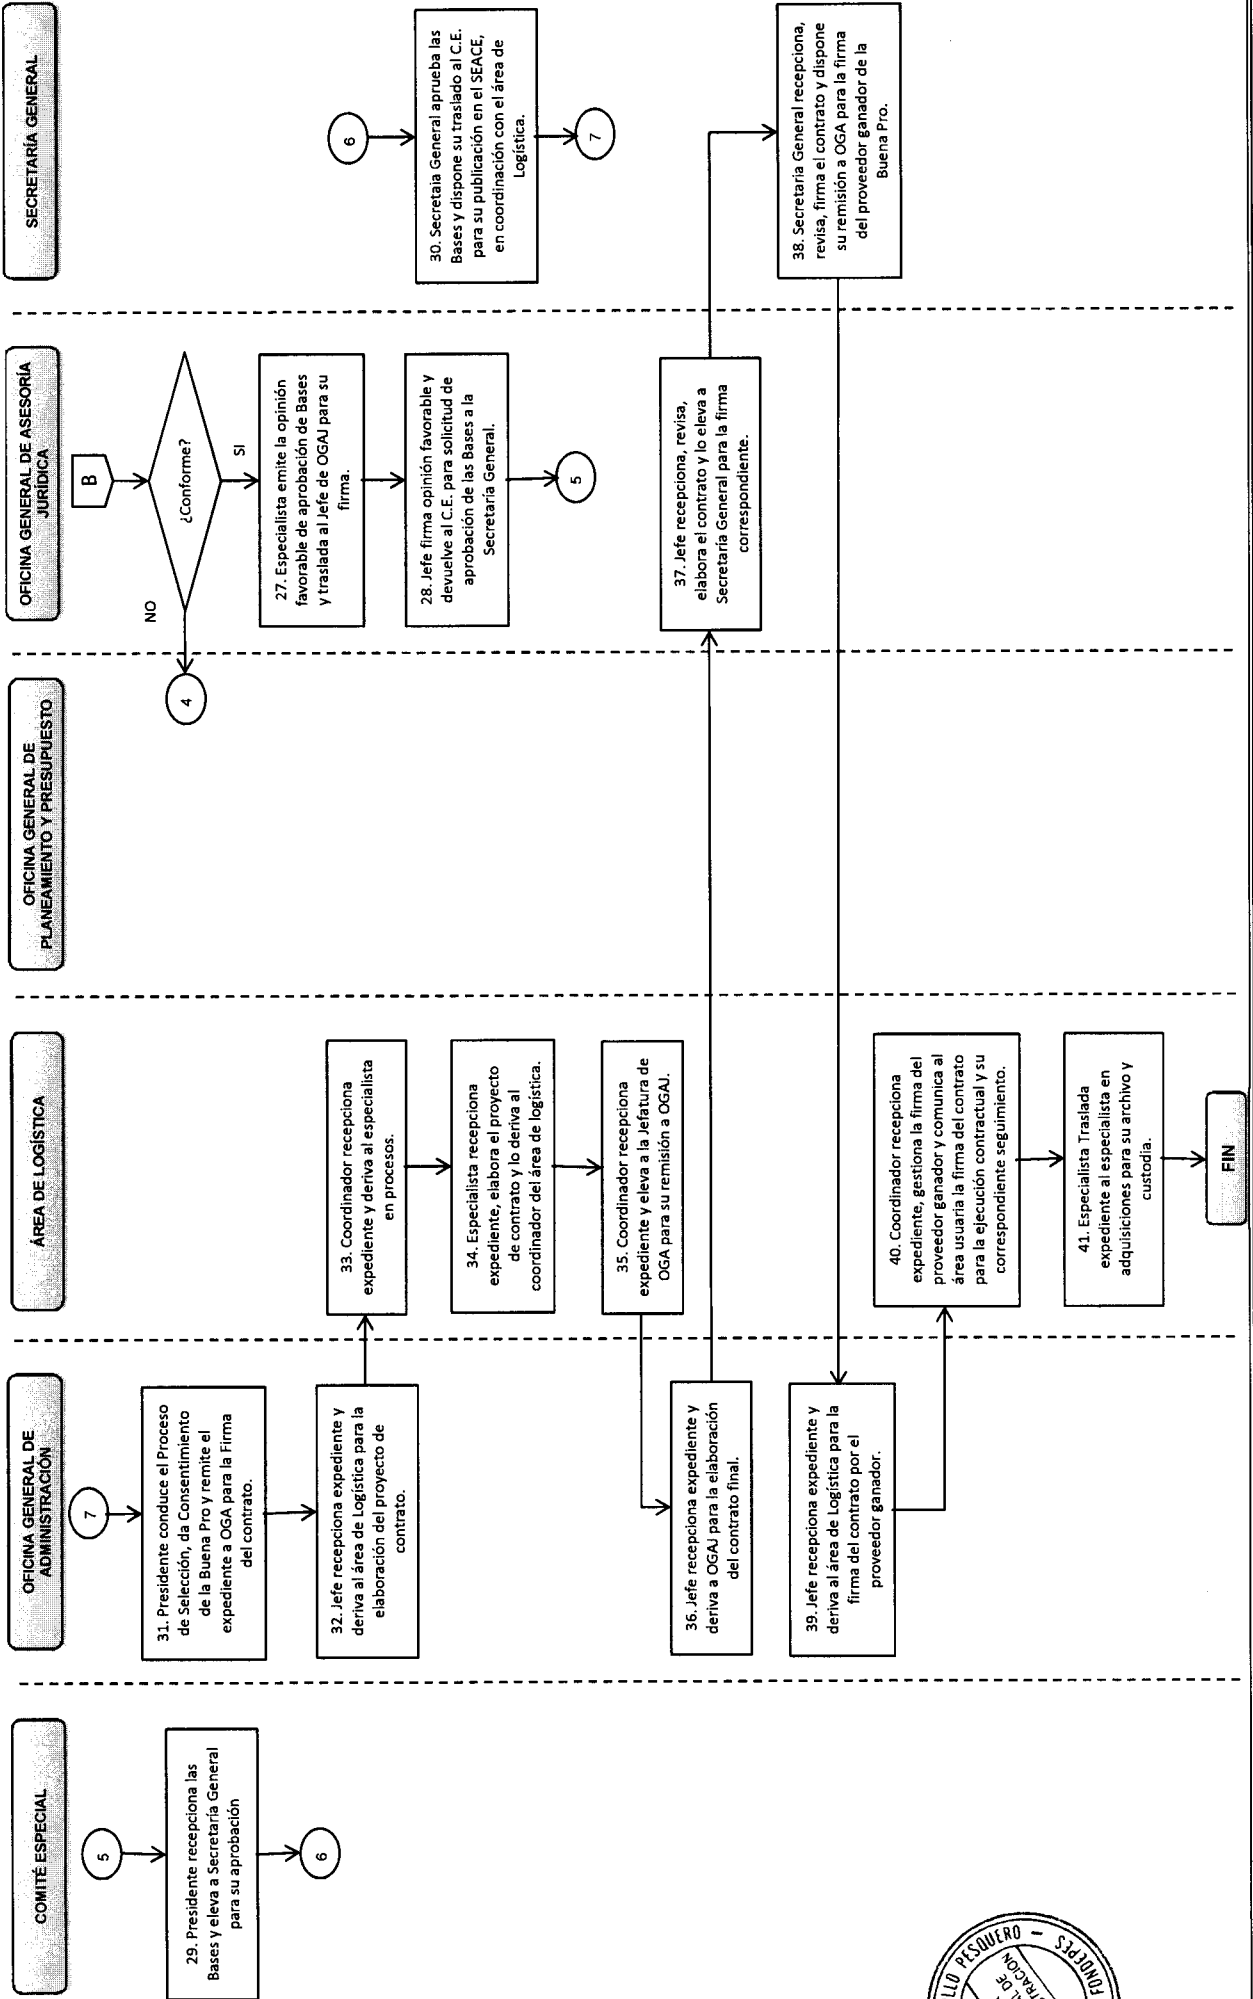 COMITÉ ESPECIAL
5
29. Presidente recepciona las
Bases y eleva a Secretaría General
para su aprobación
6
OFICINA GENERAL DE
ADMINISTRACIÓN
7
31. Presidente conduce el Proceso
de Selección, da Consentimiento
de la Buena Pro y remite el
expediente a OGA para la Firma
del contrato.
32. Jefe recepciona expediente y
deriva al área de Logística para la
elaboración del proyecto de
contrato.
36. Jefe recepciona expediente y
deriva a OGAJ para la elaboración
del contrato final.
39. Jefe recepciona expediente y
deriva al área de Logística para la
firma del contrato por el
proveedor ganador.
ÁREA DE LOGÍSTICA
33. Coordinador recepciona
expediente y deriva al especialista
en procesos.
34. Especialista recepciona
expediente, elabora el proyecto
de contrato y lo deriva al
coordinador del área de logística.
35. Coordinador recepciona
expediente y eleva a la Jefatura de
OGA para su remisión a OGAJ.
40. Coordinador recepciona
expediente, gestiona la firma del
proveedor ganador y comunica al
área usuaria la firma del contrato
para la ejecución contractual y su
correspondiente seguimiento.
41. Especialista Traslada
expediente al especialista en
adquisiciones para su archivo y
custodia.
FIN
OFICINA GENERAL DE
PLANEAMIENTO Y PRESUPUESTO
4
OFICINA GENERAL DE ASESORÍA
JURÍDICA
B
¿Conforme?
NO
SI
27. Especialista emite la opinión
favorable de aprobación de Bases
y traslada al Jefe de OGAJ para su
firma.
28. Jefe firma opinión favorable y
devuelve al C.E. para solicitud de
aprobación de las Bases a la
Secretaría General.
5
37. Jefe recepciona, revisa,
elabora el contrato y lo eleva a
Secretaría General para la firma
correspondiente.
SECRETARÍA GENERAL
6
30. Secretaia General aprueba las
Bases y dispone su traslado al C.E.
para su publicación en el SEACE,
en coordinación con el área de
Logística.
7
38. Secretaria General recepciona,
revisa, firma el contrato y dispone
su remisión a OGA para la firma
del proveedor ganador de la
Buena Pro.
PESQUERO - FONDEPES